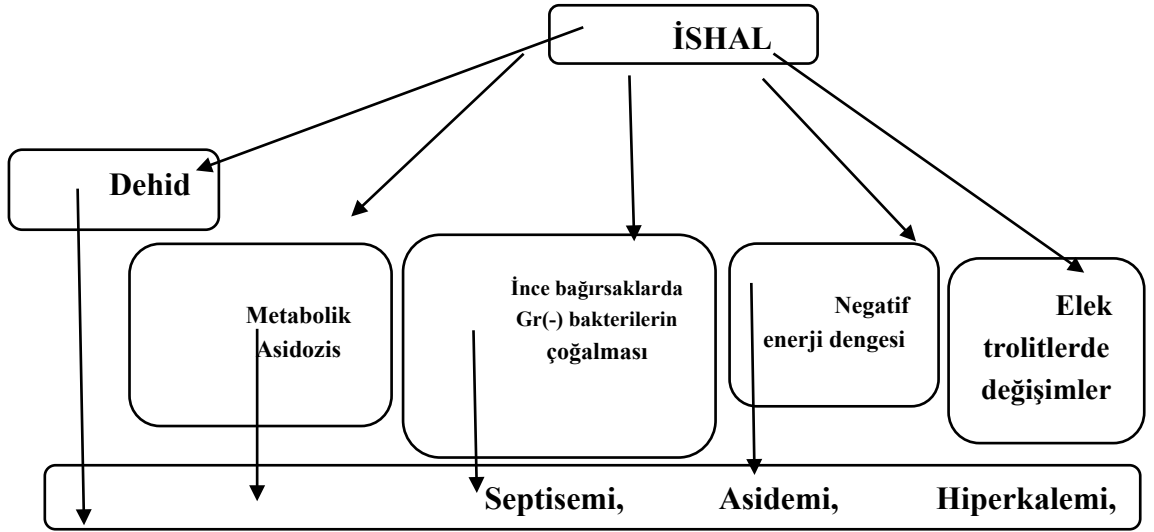 İSHAL
Dehid
Metabolik
Asidozis
İnce bağırsaklarda
Gr(-) bakterilerin
çoğalması
Negatif
enerji dengesi
Elek
trolitlerde
değişimler
Septisemi, Asidemi, Hiperkalemi,